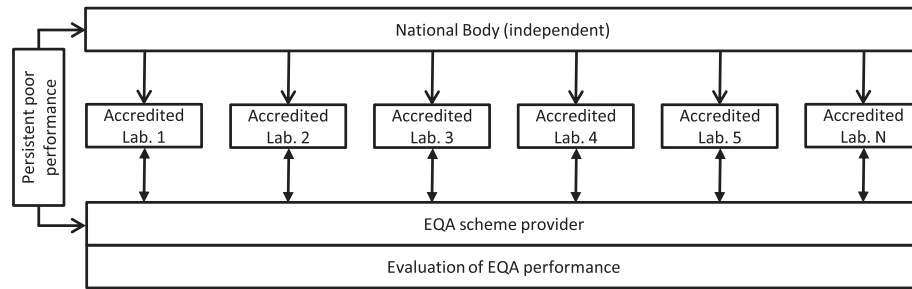 National Body (independent)
Persistent poor
performance
Accredited
Lab. 1
Accredited
Lab. 2
Accredited
Lab. 3
Accredited
Lab. 4
Accredited
Lab. 5
Accredited
Lab. N
EQA scheme provider
Evaluation of EQA performance